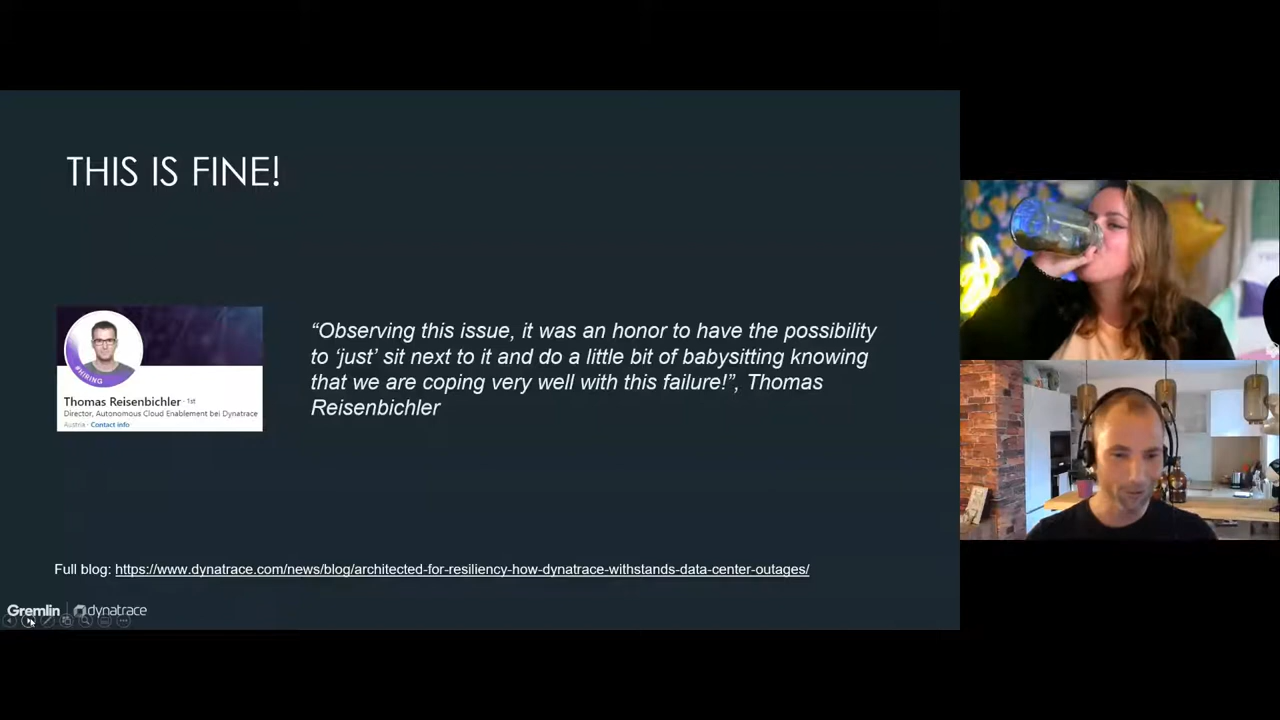 THIS IS FINE!
#HIRING
Thomas Reisenbichler · 1st
Director, Autonomous Cloud Enablement bei Dynatrace
Austria · Contact info
“Observing this issue, it was an honor to have the possibility
to ‘just’ sit next to it and do a little bit of babysitting knowing
that we are coping very well with this failure!”, Thomas
Reisenbichler
Full blog: https://www.dynatrace.com/news/blog/architected-for-resiliency-how-dynatrace-withstands-data-center-outages/
Gremlin | dynatrace